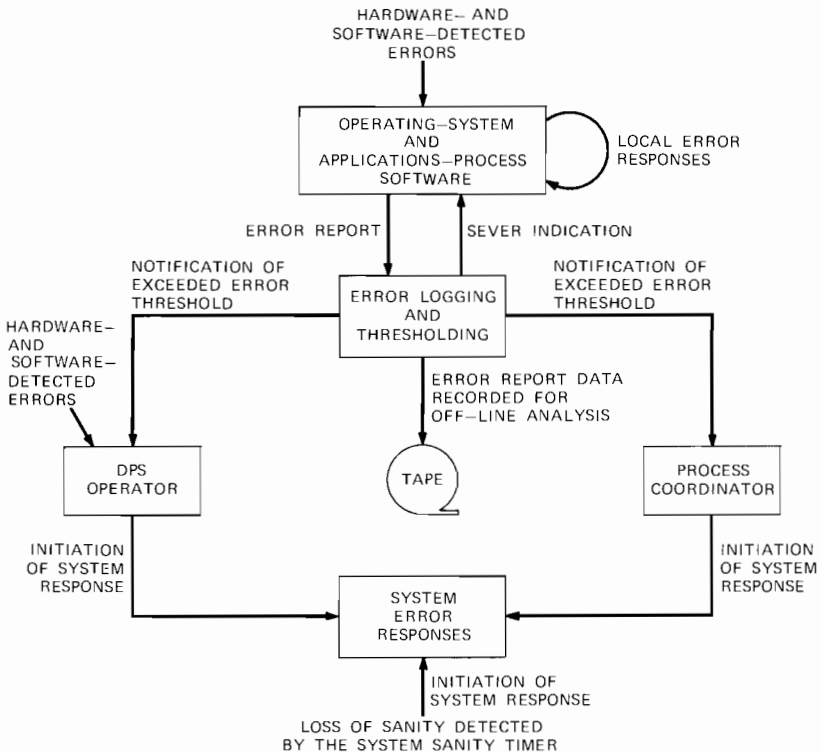 HARDWARE– AND
SOFTWARE–DETECTED
ERRORS
OPERATING–SYSTEM
AND
APPLICATIONS–PROCESS
SOFTWARE
LOCAL ERROR
RESPONSES
ERROR REPORT
SEVER INDICATION
NOTIFICATION OF
EXCEEDED ERROR
THRESHOLD
ERROR LOGGING
AND
THRESHOLDING
NOTIFICATION OF
EXCEEDED ERROR
THRESHOLD
HARDWARE–
AND
SOFTWARE–
DETECTED
ERRORS
ERROR REPORT DATA
RECORDED FOR
OFF–LINE ANALYSIS
DPS
OPERATOR
TAPE
PROCESS
COORDINATOR
INITIATION
OF SYSTEM
RESPONSE
SYSTEM
ERROR
RESPONSES
INITIATION
OF SYSTEM
RESPONSE
INITIATION OF
SYSTEM RESPONSE
LOSS OF SANITY DETECTED
BY THE SYSTEM SANITY TIMER